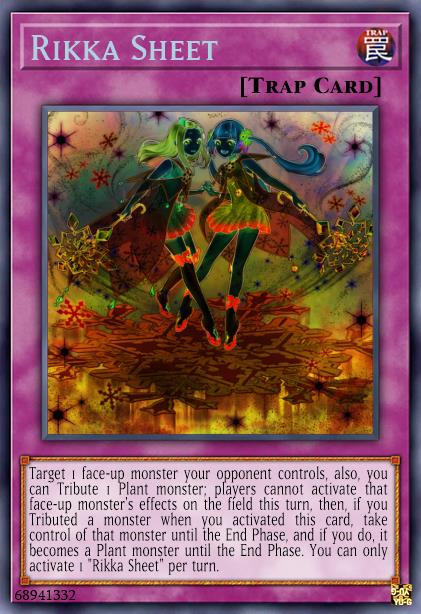 Rikka Sheet
TRAP
罠
[Trap Card]
Target 1 face-up monster your opponent controls, also, you
can Tribute 1 Plant monster; players cannot activate that
face-up monster's effects on the field this turn, then, if you
Tributed a monster when you activated this card, take
control of that monster until the End Phase, and if you do, it
becomes a Plant monster until the End Phase. You can only
activate 1 "Rikka Sheet" per turn.
68941332